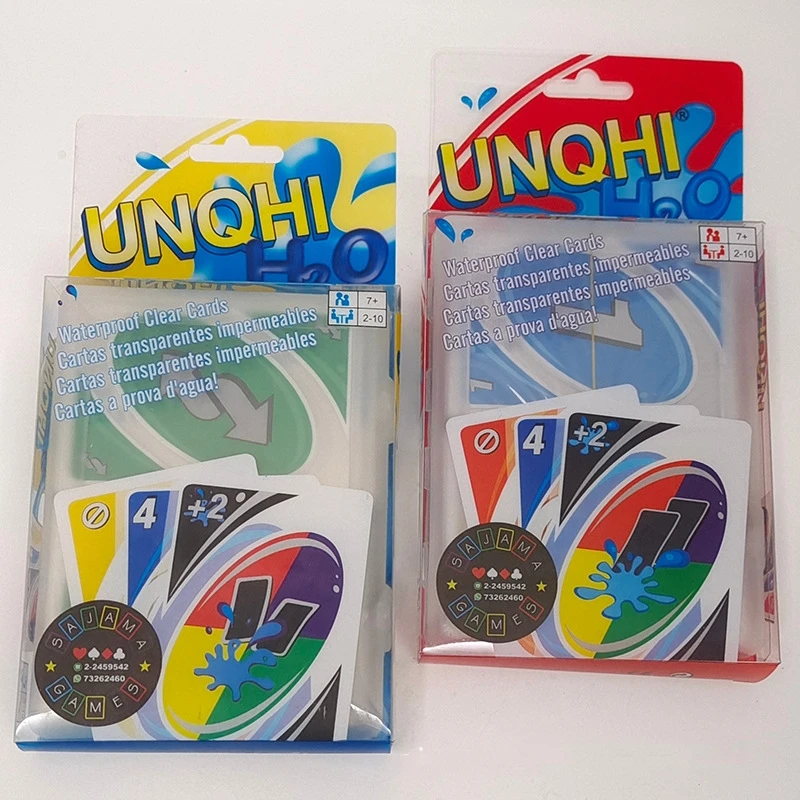 UNQHI
H2O
Waterproof Clear Cards
Cartas transparentes impermeables
Cartas transparentes impermeables
Cartas a prova d'agua!
7+
2-10
4
+2
SAJAMA
2-2459542
73262460
GAMES
UNQHI®
H2O
Waterproof Clear Cards
Cartas transparentes impermeables
Cartas transparentes impermeables
Cartas a prova d'agua!
7+
2-10
1
1
4
+2
SAJAMA
2-2459542
73262460
GAMES